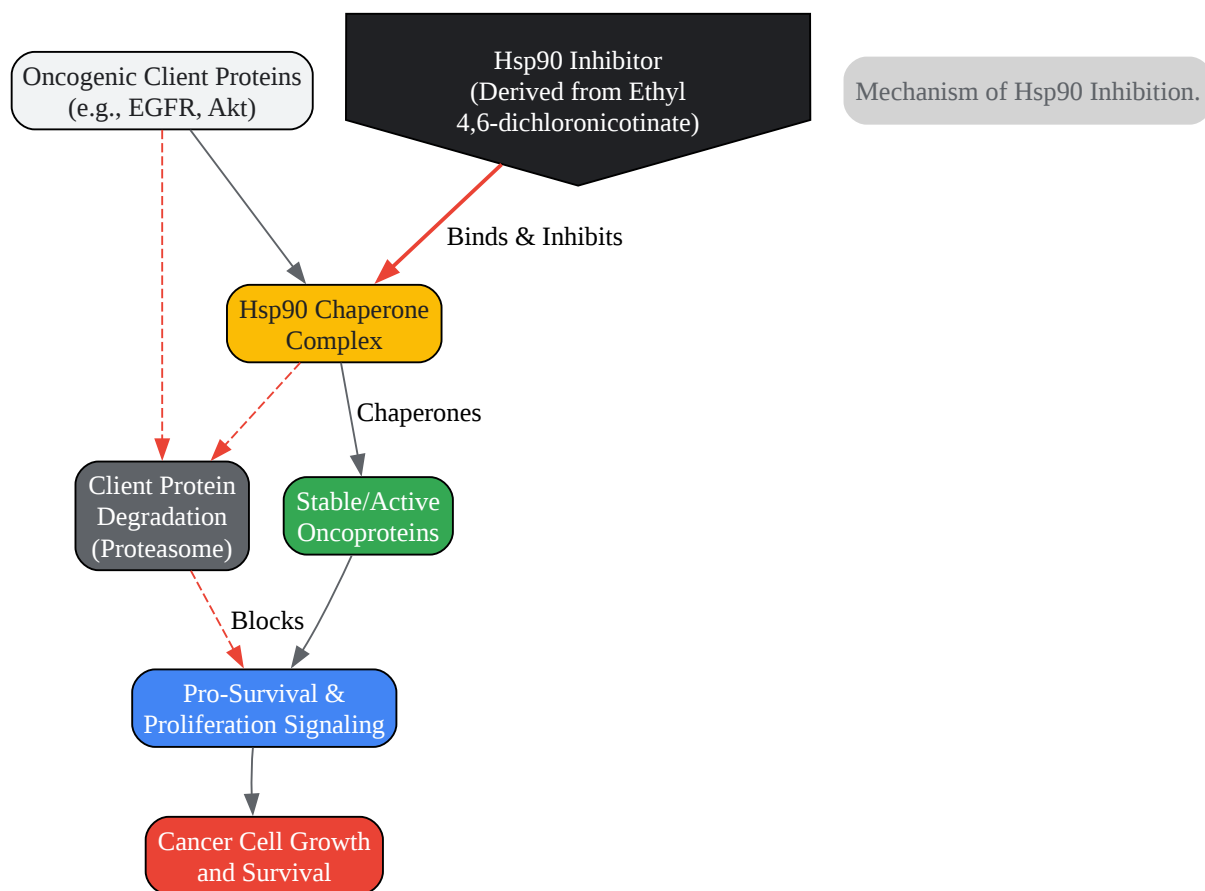 Oncogenic Client Proteins
(e.g., EGFR, Akt)
Hsp90 Inhibitor
(Derived from Ethyl
4,6-dichloronicotinate)
Mechanism of Hsp90 Inhibition.
Binds & Inhibits
Hsp90 Chaperone
Complex
Chaperones
Client Protein
Degradation
(Proteasome)
Stable/Active
Oncoproteins
Blocks
Pro-Survival &
Proliferation Signaling
Cancer Cell Growth
and Survival